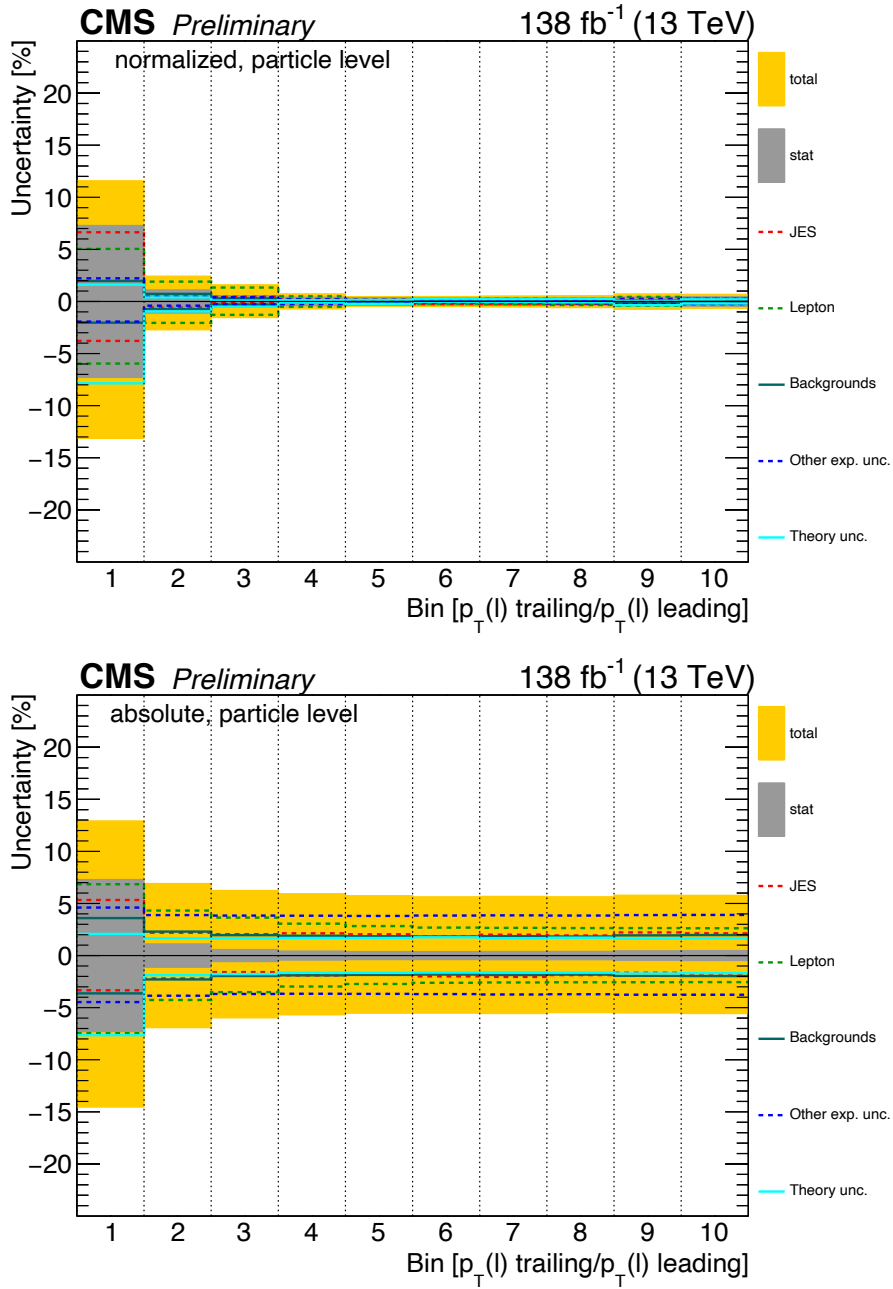 CMS Preliminary 138 fb⁻¹ (13 TeV)
normalized, particle level
Uncertainty [%]
20
15
10
5
0
−5
−10
−15
−20
1 2 3 4 5 6 7 8 9 10
Bin [p_T(l) trailing/p_T(l) leading]
total
stat
JES
Lepton
Backgrounds
Other exp. unc.
Theory unc.
CMS Preliminary 138 fb⁻¹ (13 TeV)
absolute, particle level
Uncertainty [%]
20
15
10
5
0
−5
−10
−15
−20
1 2 3 4 5 6 7 8 9 10
Bin [p_T(l) trailing/p_T(l) leading]
total
stat
JES
Lepton
Backgrounds
Other exp. unc.
Theory unc.